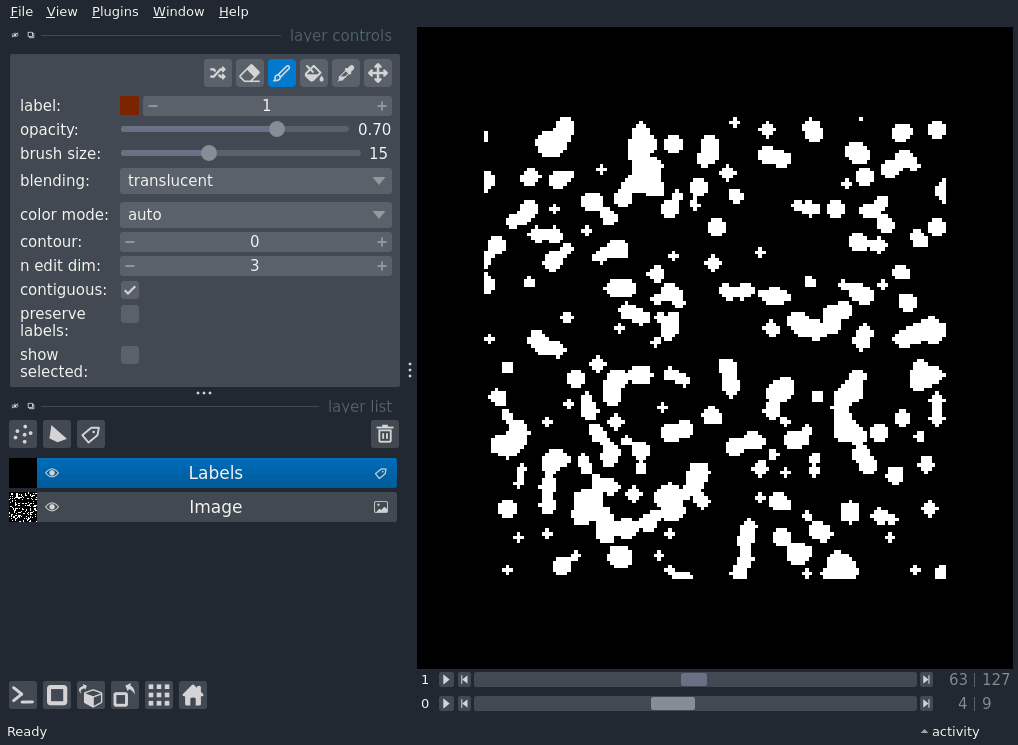 File View Plugins Window Help
layer controls
label: 1
opacity: 0.70
brush size: 15
blending: translucent
color mode: auto
contour: 0
n edit dim: 3
contiguous:
preserve
labels:
show
selected:
layer list
Labels
Image
1 63 | 127
0 4 | 9
Ready activity